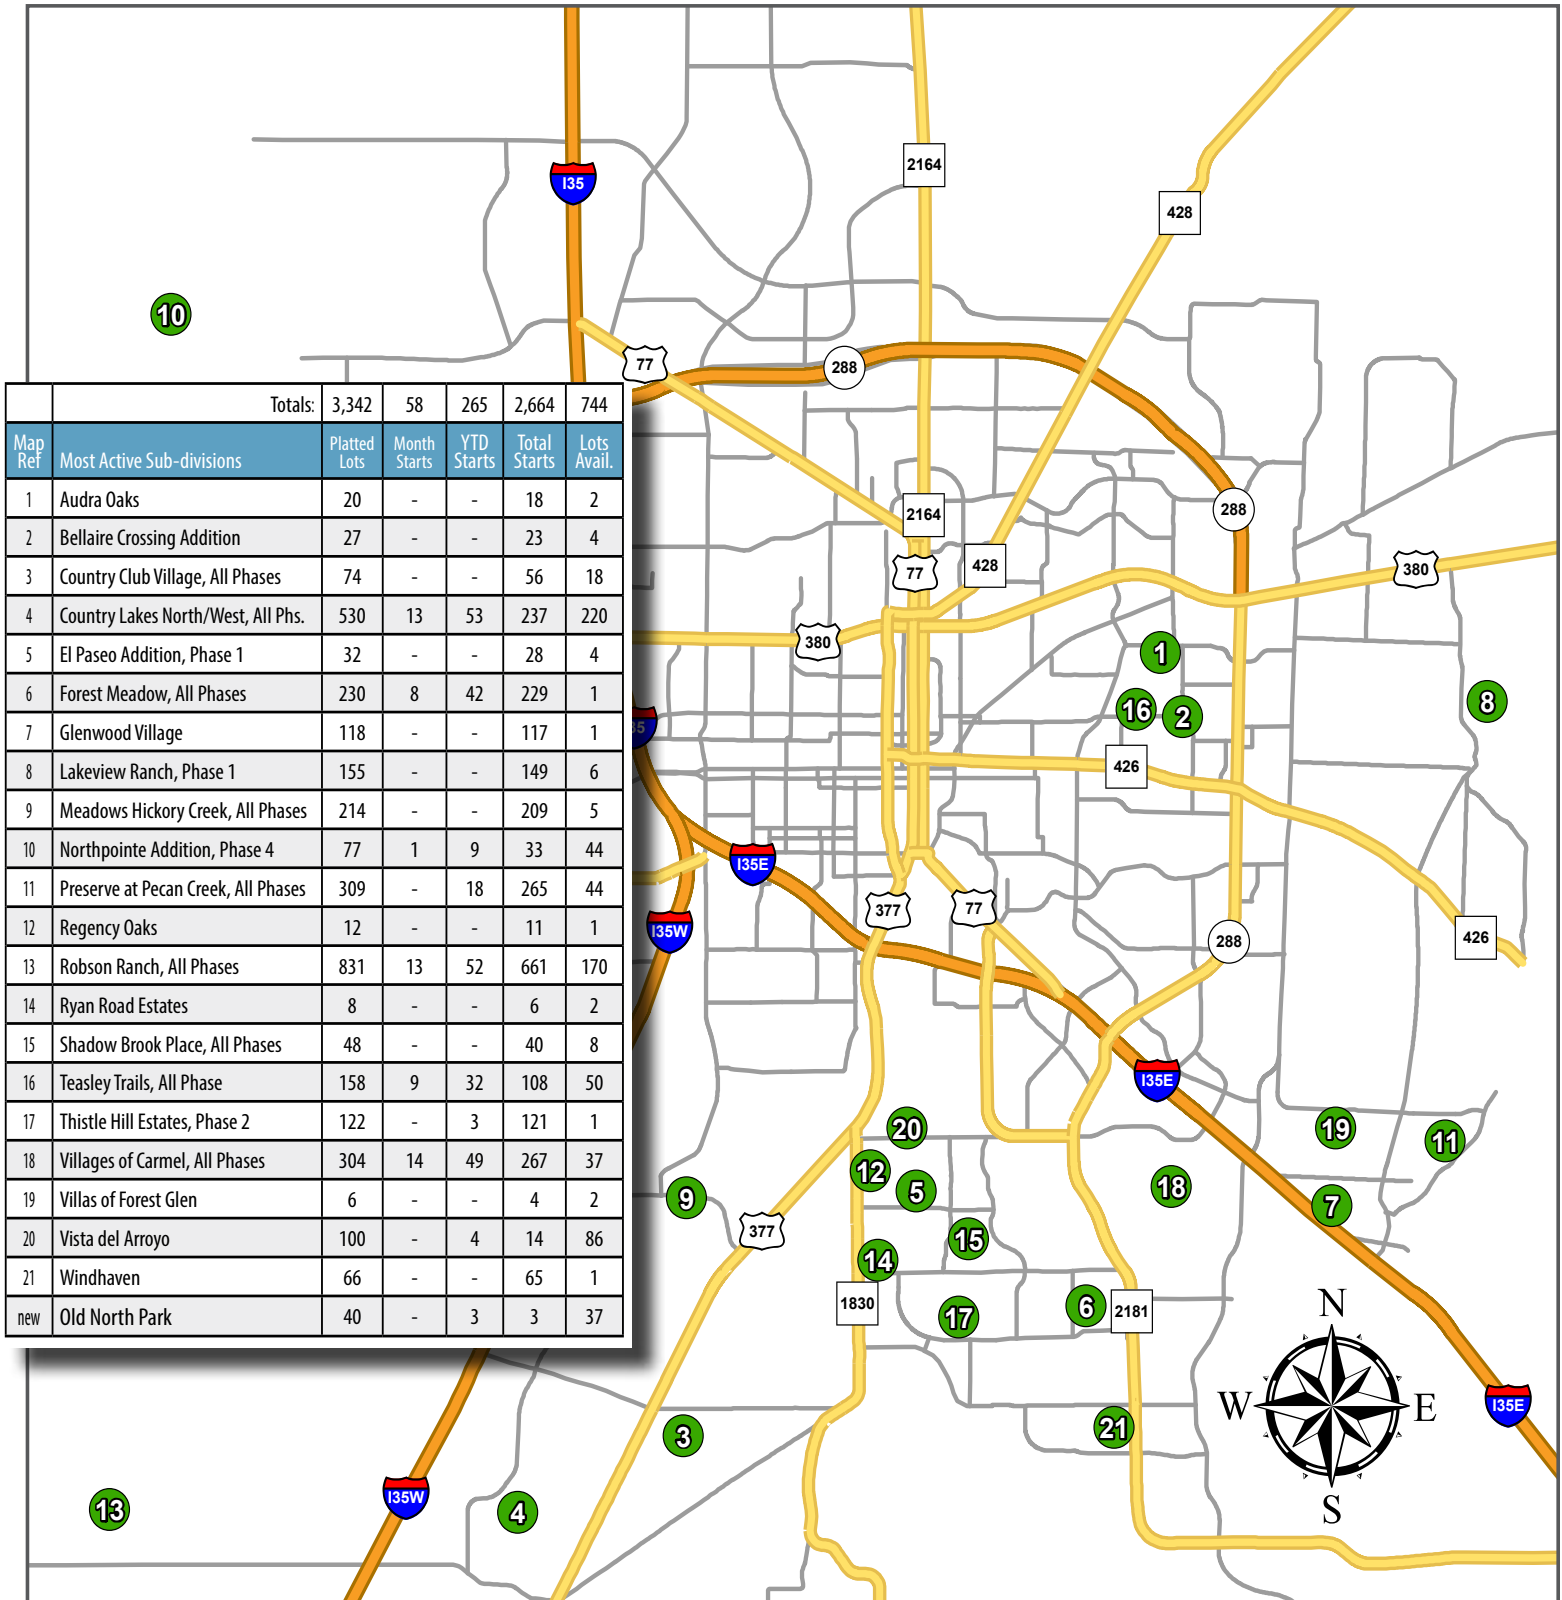 2164
I35
428
10
77
288
Totals: 3,342 58 265 2,664 744
Map Ref Most Active Sub-divisions Platted Lots Month Starts YTD Starts Total Starts Lots Avail.
1 Audra Oaks 20 - - 18 2
2 Bellaire Crossing Addition 27 - - 23 4
3 Country Club Village, All Phases 74 - - 56 18
4 Country Lakes North/West, All Phs. 530 13 53 237 220
5 El Paseo Addition, Phase 1 32 - - 28 4
6 Forest Meadow, All Phases 230 8 42 229 1
7 Glenwood Village 118 - - 117 1
8 Lakeview Ranch, Phase 1 155 - - 149 6
9 Meadows Hickory Creek, All Phases 214 - - 209 5
10 Northpointe Addition, Phase 4 77 1 9 33 44
11 Preserve at Pecan Creek, All Phases 309 - 18 265 44
12 Regency Oaks 12 - - 11 1
13 Robson Ranch, All Phases 831 13 52 661 170
14 Ryan Road Estates 8 - - 6 2
15 Shadow Brook Place, All Phases 48 - - 40 8
16 Teasley Trails, All Phase 158 9 32 108 50
17 Thistle Hill Estates, Phase 2 122 - 3 121 1
18 Villages of Carmel, All Phases 304 14 49 267 37
19 Villas of Forest Glen 6 - - 4 2
20 Vista del Arroyo 100 - 4 14 86
21 Windhaven 66 - - 65 1
new Old North Park 40 - 3 3 37
2164
288
77
428
380
380
1
8
16
2
35
426
I35E
377
77
I35W
288
426
I35E
20
19
11
12
5
18
9
7
377
15
14
1830
17
6
2181
N
W
E
S
I35E
21
3
I35W
13
4